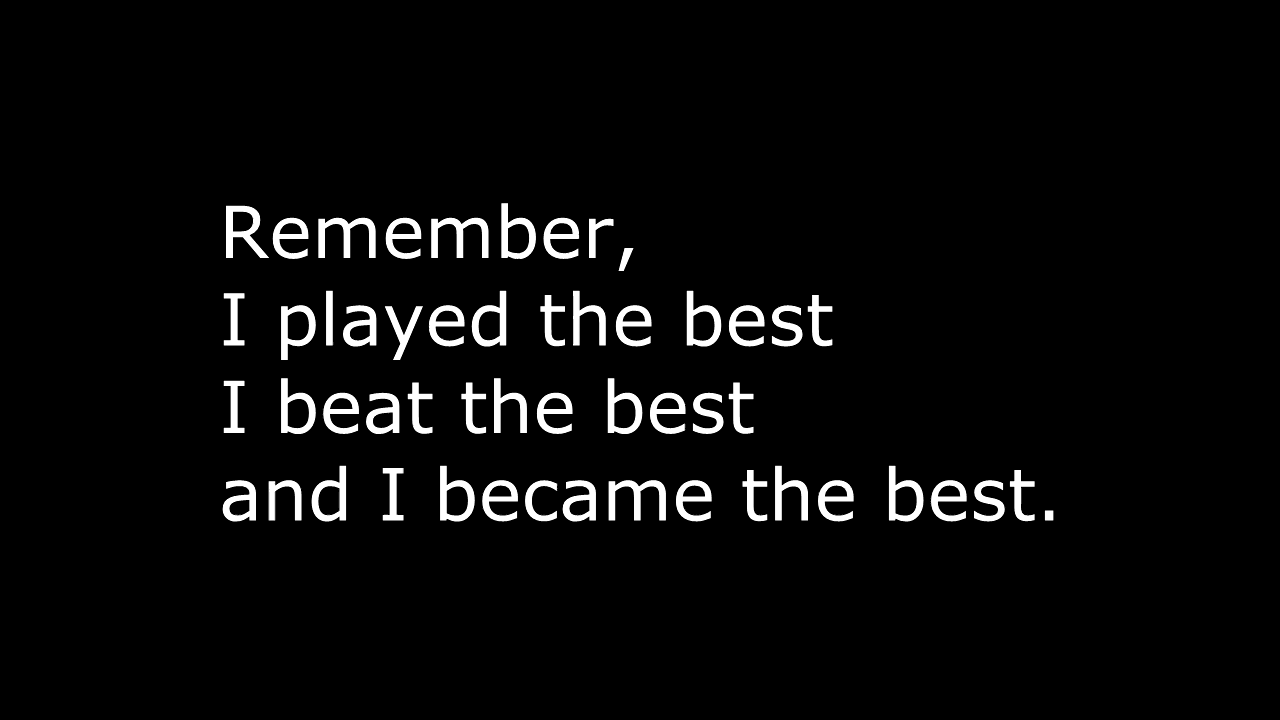 Remember,
I played the best
I beat the best
and I became the best.